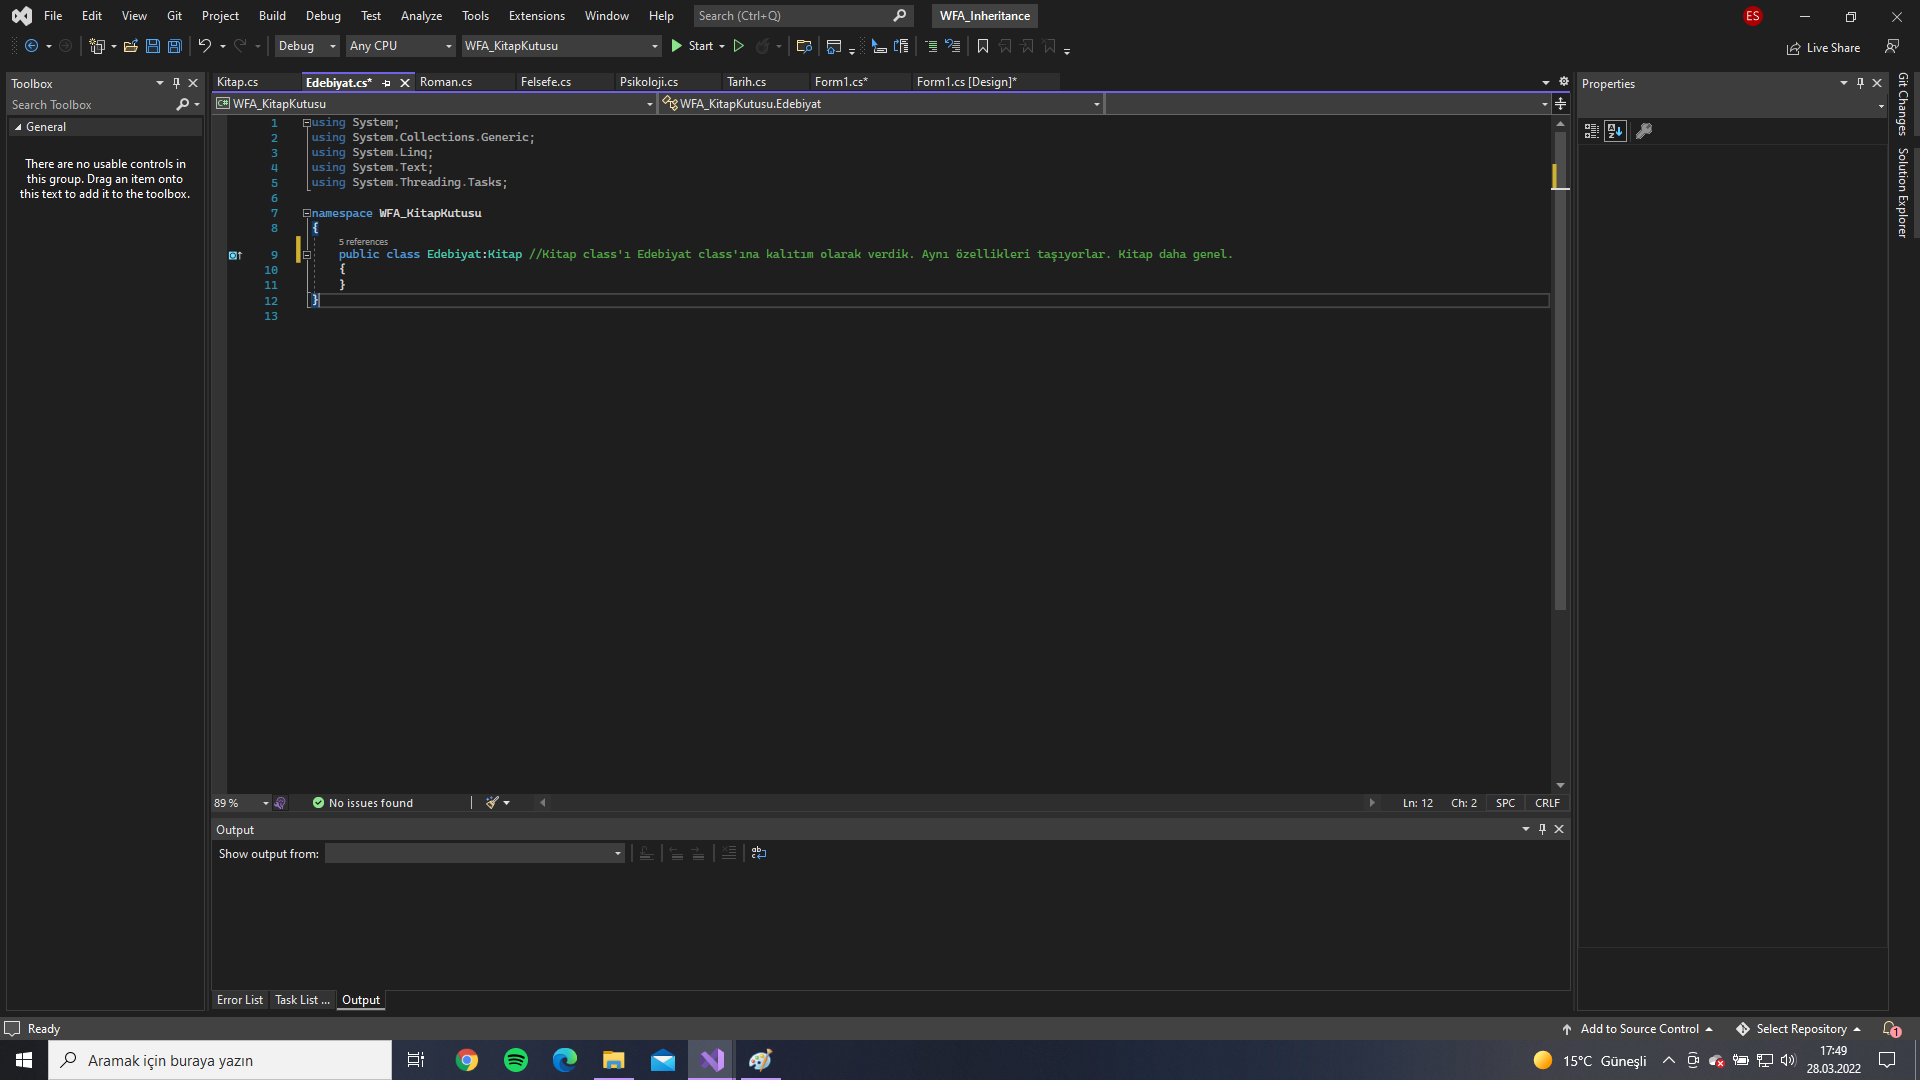 File Edit View Git Project Build Debug Test Analyze Tools Extensions Window Help Search (Ctrl+Q) WFA_Inheritance ES
Debug Any CPU WFA_KitapKutusu Start Live Share
Toolbox
Search Toolbox
General
There are no usable controls in
this group. Drag an item onto
this text to add it to the toolbox.
Kitap.cs Edebiyat.cs* Roman.cs Felsefe.cs Psikoloji.cs Tarih.cs Form1.cs* Form1.cs [Design]*
C# WFA_KitapKutusu WFA_KitapKutusu.Edebiyat
1 using System;
2 using System.Collections.Generic;
3 using System.Linq;
4 using System.Text;
5 using System.Threading.Tasks;
6
7 namespace WFA_KitapKutusu
8 {
5 references
9 public class Edebiyat:Kitap //Kitap class'ı Edebiyat class'ına kalıtım olarak verdik. Aynı özellikleri taşıyorlar. Kitap daha genel.
10 {
11 }
12 }
13
89 % No issues found Ln: 12 Ch: 2 SPC CRLF
Output
Show output from:
Error List Task List ... Output
Properties
Git Changes
Solution Explorer
Ready Add to Source Control Select Repository 1
Aramak için buraya yazın 15°C Güneşli 17:49
28.03.2022